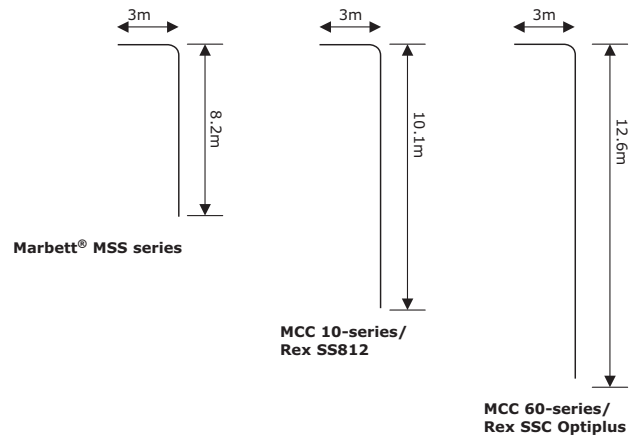 3m
8.2m
Marbett® MSS series
3m
10.1m
MCC 10-series/
Rex SS812
3m
12.6m
MCC 60-series/
Rex SSC Optiplus